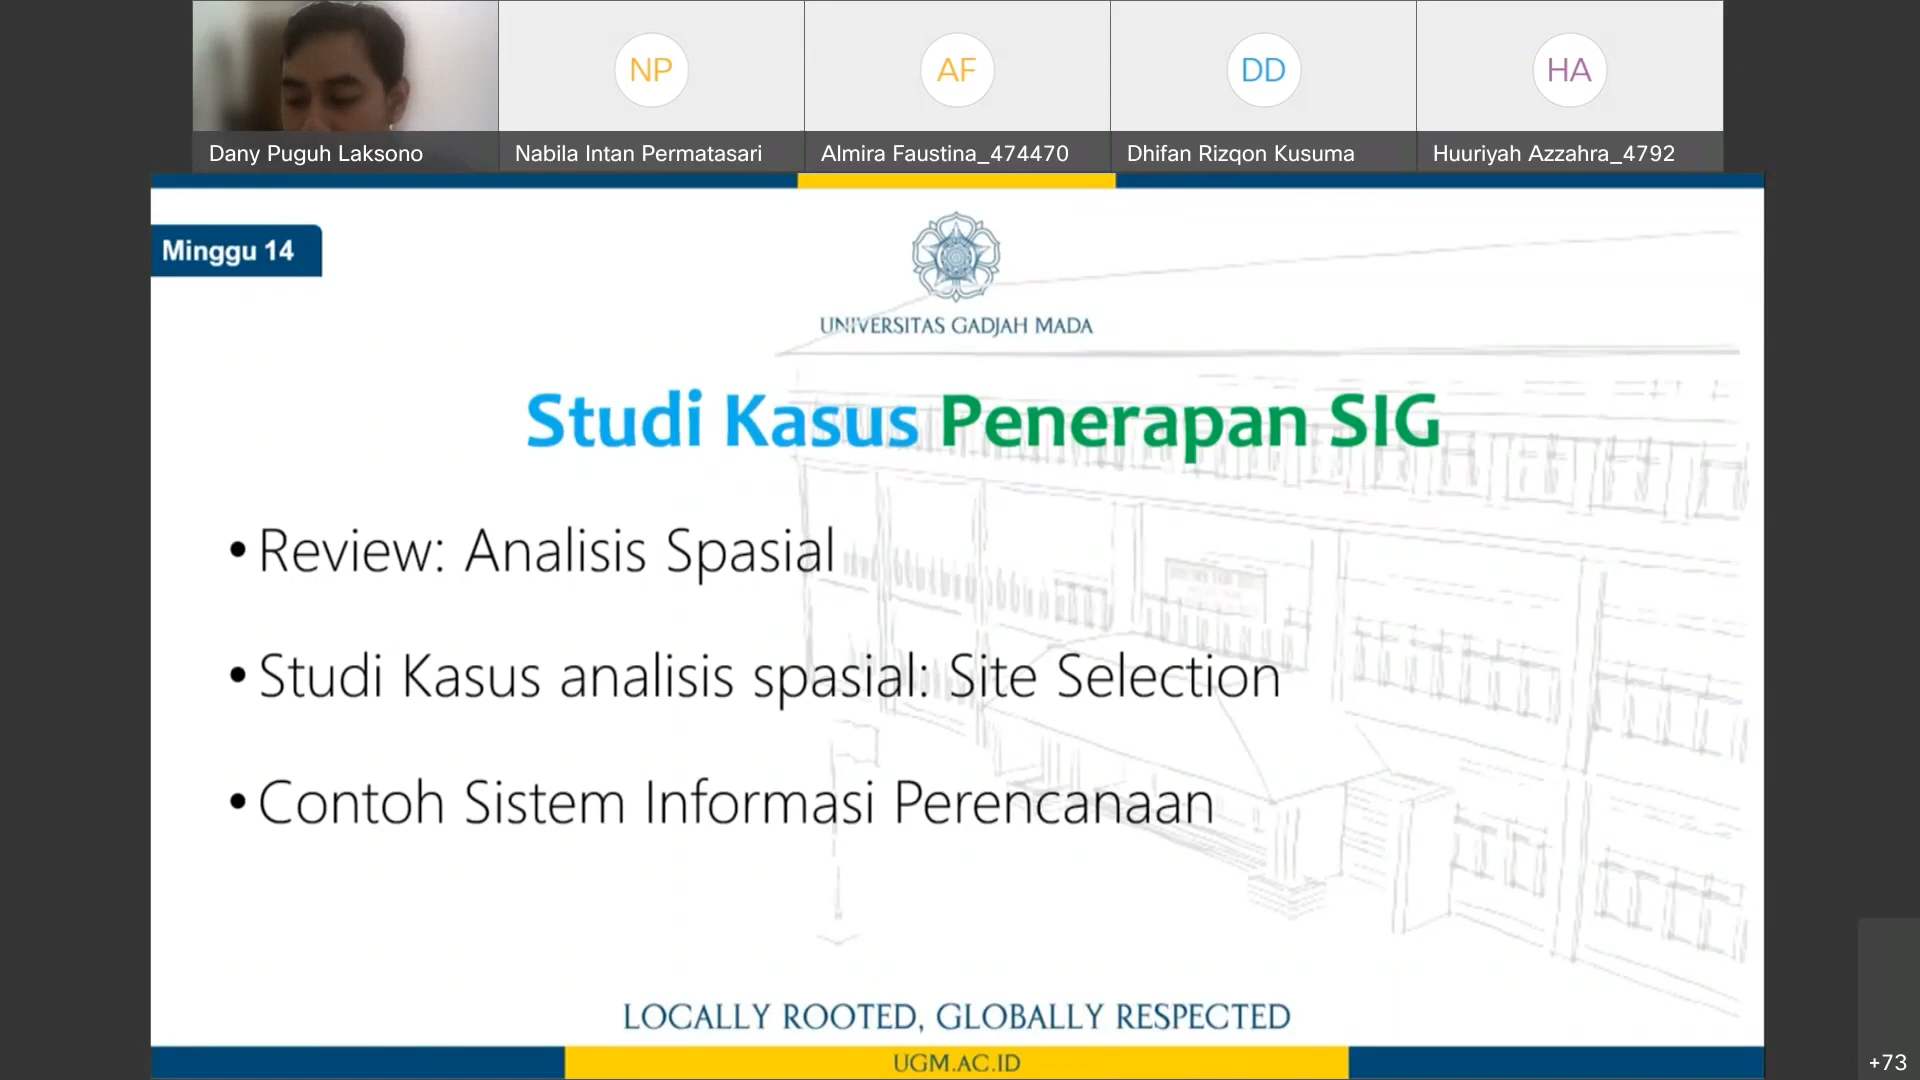 NP
AF
DD
HA
Dany Puguh Laksono
Nabila Intan Permatasari
Almira Faustina_474470
Dhifan Rizqon Kusuma
Huuriyah Azzahra_4792
Minggu 14
UNIVERSITAS GADJAH MADA
Studi Kasus Penerapan SIG
• Review: Analisis Spasial
• Studi Kasus analisis spasial: Site Selection
• Contoh Sistem Informasi Perencanaan
LOCALLY ROOTED, GLOBALLY RESPECTED
UGM.AC.ID
+73